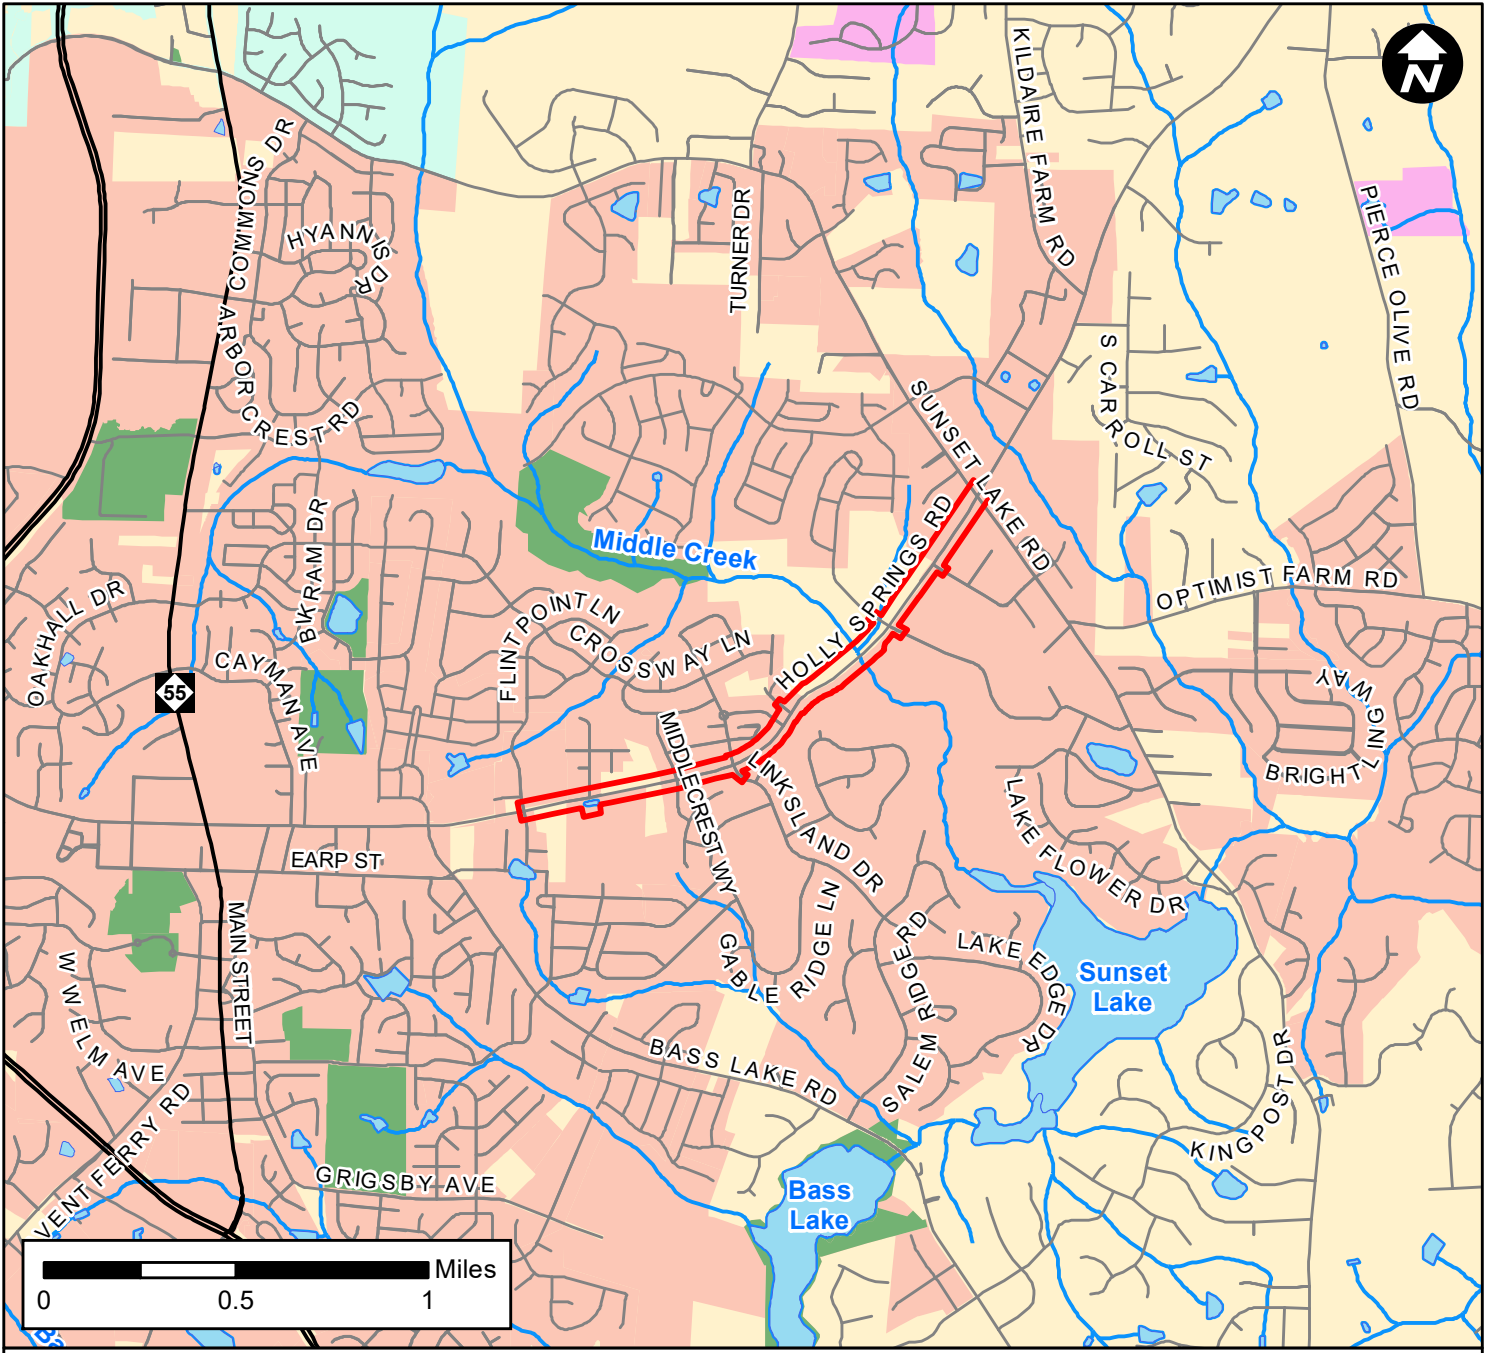 N
KILDAIRE FARM RD
COMMONS DR
HYANNIS DR
TURNER DR
PIERCE OLIVE RD
ARBOR CREST RD
S CARROLL ST
SUNSET LAKE RD
BIKRAM DR
Middle Creek
HOLLY SPRINGS RD
OPTIMIST FARM RD
OAKHALL DR
FLINT POINT LN
CROSSWAY LN
CAYMAN AVE
55
BRIGHTLING WAY
MIDDLECREST WY
LINKSLAND DR
LAKE FLOWER DR
EARP ST
MAIN STREET
GABLE RIDGE LN
SALEM RIDGE RD
LAKE EDGE DR
Sunset
Lake
W W ELM AVE
BASS LAKE RD
KINGPOST DR
VENT FERRY RD
GRIGSBY AVE
Bass
Lake
Miles
0 0.5 1
Ba